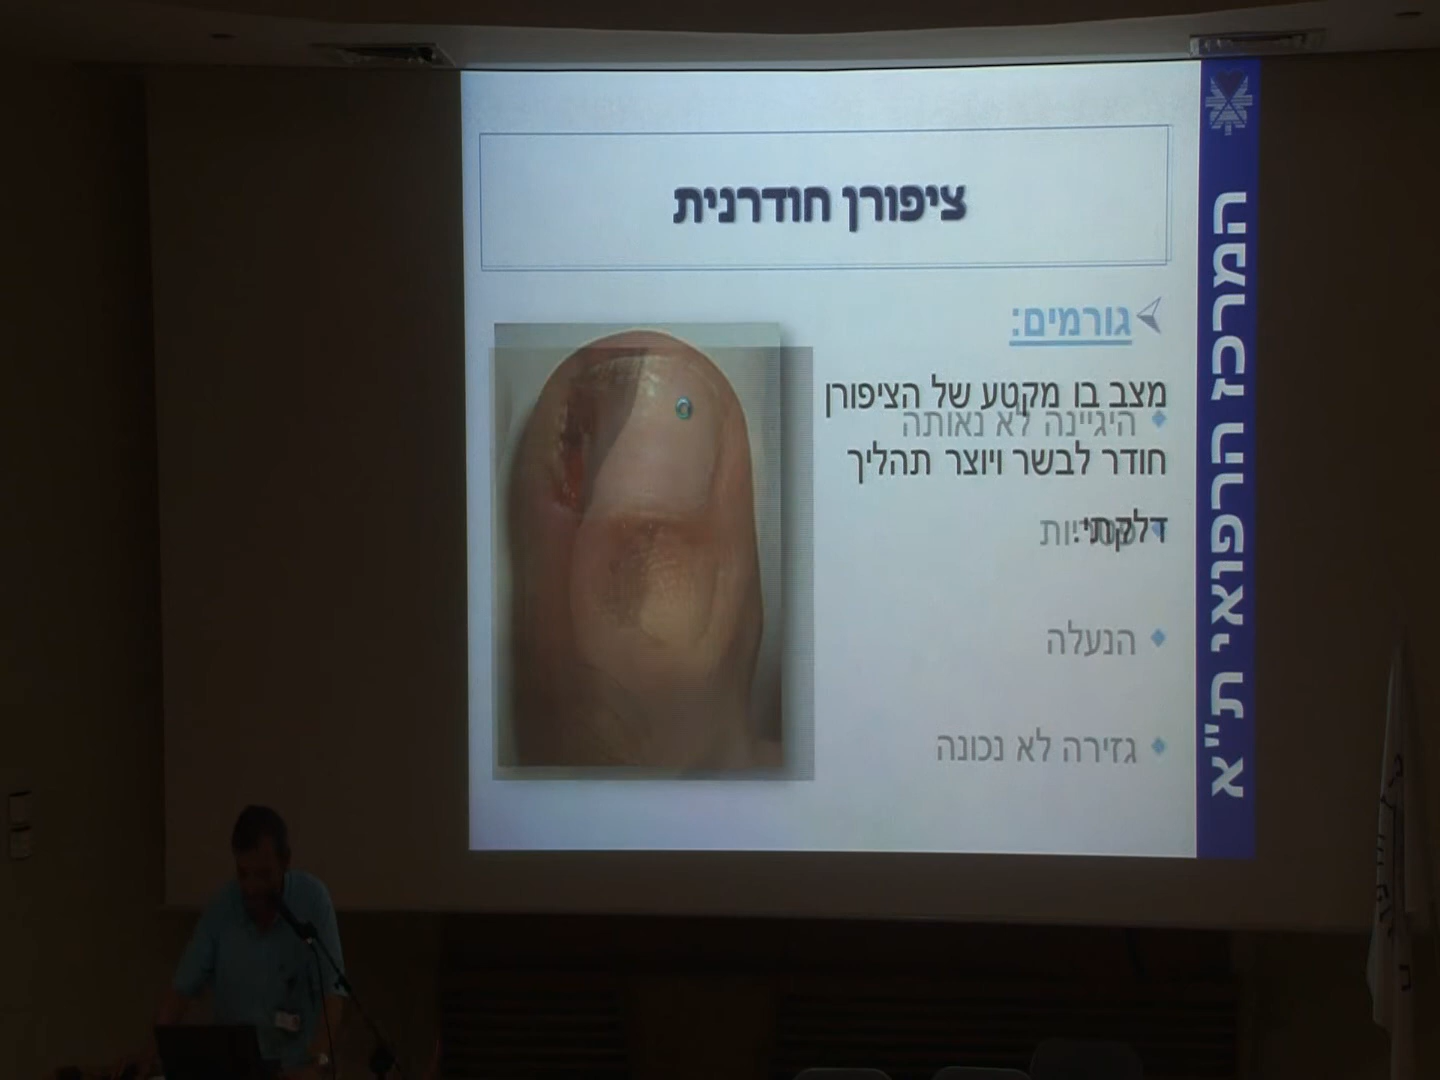 ציפורן חודרנית
גורמים:
מצב בו מקטע של הציפורן
היגיינה לא נאותה
חודר לבשר ויוצר תהליך
דלקתי.
הנעלה
גזירה לא נכונה
המרכז הרפואי ת"א